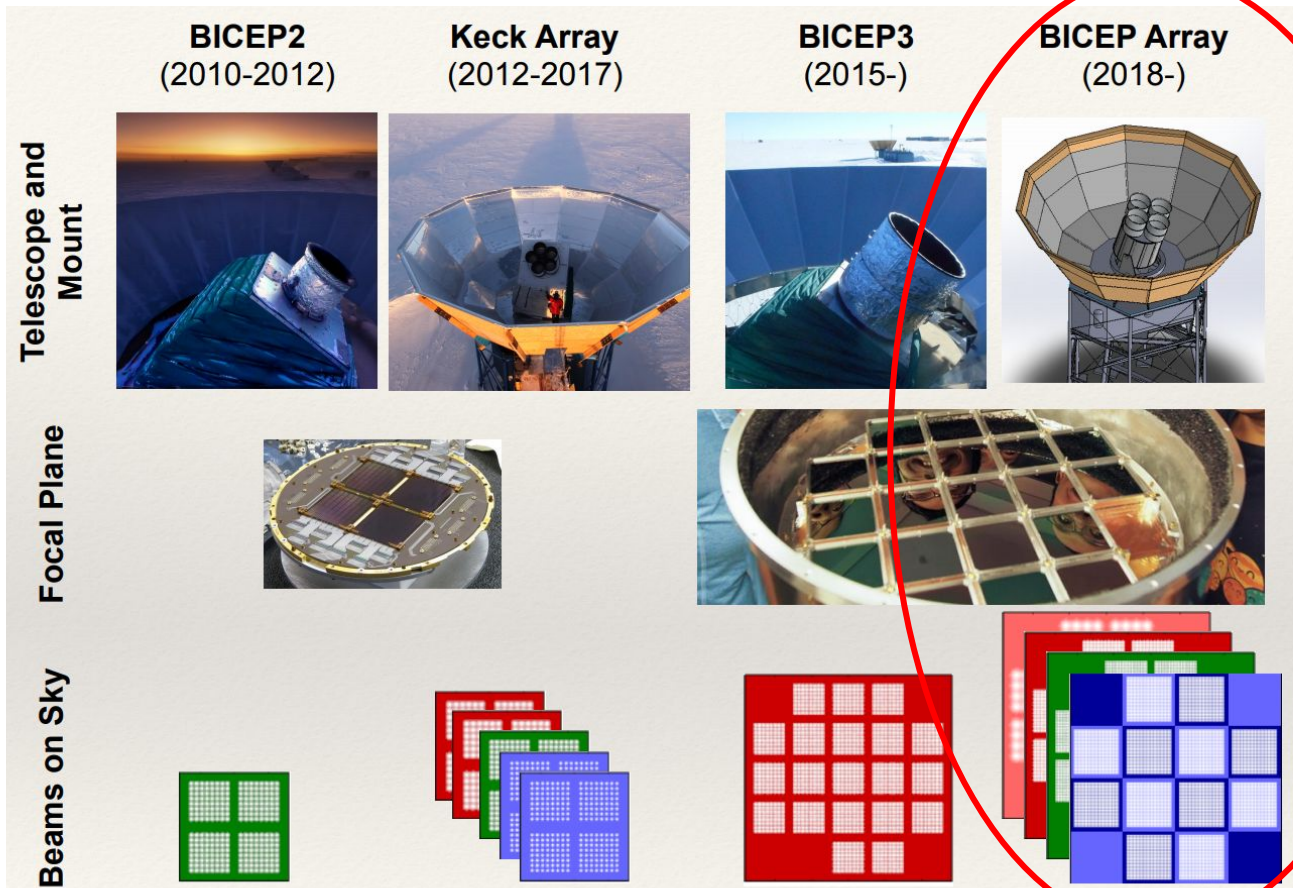 BICEP2
(2010-2012)
Keck Array
(2012-2017)
BICEP3
(2015-)
BICEP Array
(2018-)
Telescope and
Mount
Focal Plane
Beams on Sky